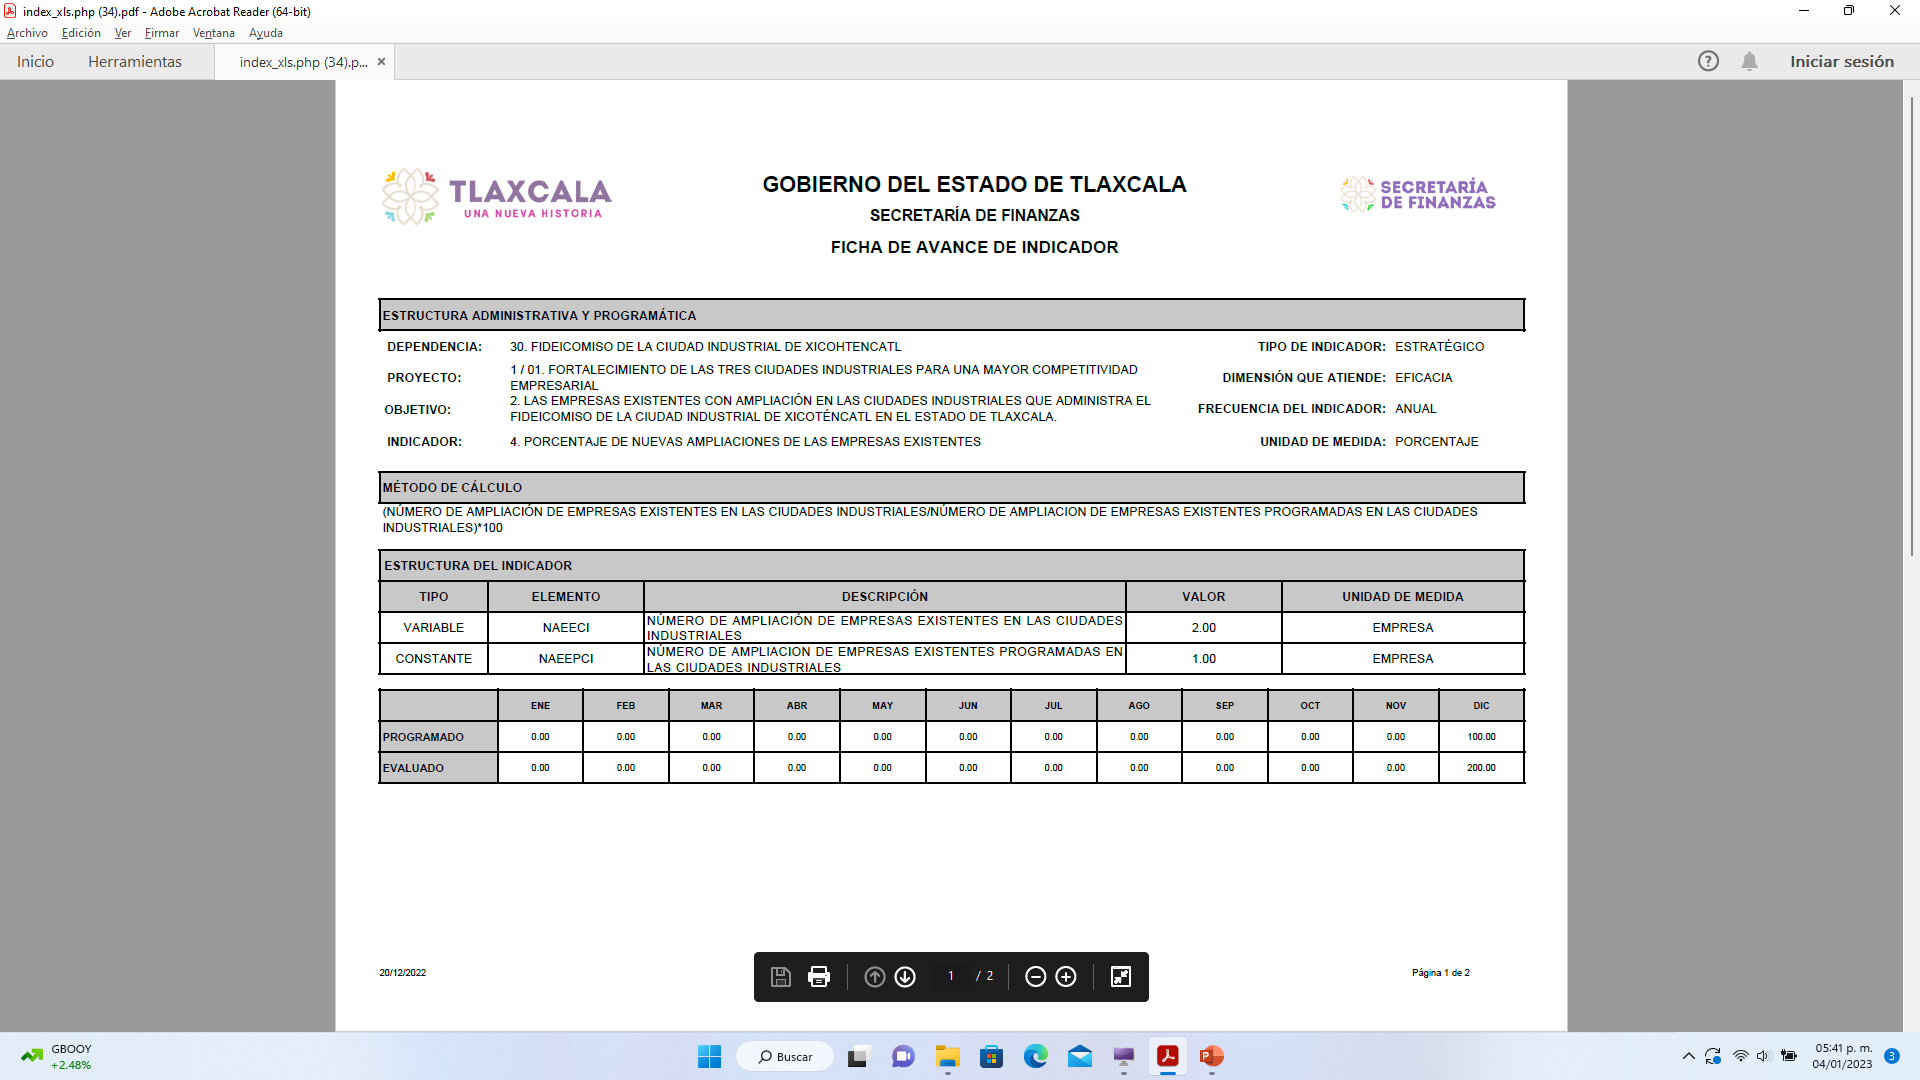 index_xls.php (34).pdf - Adobe Acrobat Reader (64-bit)
Archivo Edición Ver Firmar Ventana Ayuda
Inicio Herramientas index_xls.php (34).p... × ? Iniciar sesión
TLAXCALA
UNA NUEVA HISTORIA
GOBIERNO DEL ESTADO DE TLAXCALA
SECRETARÍA DE FINANZAS
FICHA DE AVANCE DE INDICADOR
SECRETARÍA
DE FINANZAS
ESTRUCTURA ADMINISTRATIVA Y PROGRAMÁTICA
DEPENDENCIA: 30. FIDEICOMISO DE LA CIUDAD INDUSTRIAL DE XICOHTENCATL TIPO DE INDICADOR: ESTRATÉGICO
PROYECTO: 1 / 01. FORTALECIMIENTO DE LAS TRES CIUDADES INDUSTRIALES PARA UNA MAYOR COMPETITIVIDAD
EMPRESARIAL DIMENSIÓN QUE ATIENDE: EFICACIA
OBJETIVO: 2. LAS EMPRESAS EXISTENTES CON AMPLIACIÓN EN LAS CIUDADES INDUSTRIALES QUE ADMINISTRA EL
FIDEICOMISO DE LA CIUDAD INDUSTRIAL DE XICOTÉNCATL EN EL ESTADO DE TLAXCALA. FRECUENCIA DEL INDICADOR: ANUAL
INDICADOR: 4. PORCENTAJE DE NUEVAS AMPLIACIONES DE LAS EMPRESAS EXISTENTES UNIDAD DE MEDIDA: PORCENTAJE
MÉTODO DE CÁLCULO
(NÚMERO DE AMPLIACIÓN DE EMPRESAS EXISTENTES EN LAS CIUDADES INDUSTRIALES/NÚMERO DE AMPLIACION DE EMPRESAS EXISTENTES PROGRAMADAS EN LAS CIUDADES
INDUSTRIALES)*100
ESTRUCTURA DEL INDICADOR
TIPO ELEMENTO DESCRIPCIÓN VALOR UNIDAD DE MEDIDA
VARIABLE NAEECI NÚMERO DE AMPLIACIÓN DE EMPRESAS EXISTENTES EN LAS CIUDADES
INDUSTRIALES 2.00 EMPRESA
CONSTANTE NAEEPCI NÚMERO DE AMPLIACION DE EMPRESAS EXISTENTES PROGRAMADAS EN
LAS CIUDADES INDUSTRIALES 1.00 EMPRESA
ENE FEB MAR ABR MAY JUN JUL AGO SEP OCT NOV DIC
PROGRAMADO 0.00 0.00 0.00 0.00 0.00 0.00 0.00 0.00 0.00 0.00 0.00 100.00
EVALUADO 0.00 0.00 0.00 0.00 0.00 0.00 0.00 0.00 0.00 0.00 0.00 200.00
20/12/2022 Página 1 de 2
1 / 2
GBOOY
+2.48%
Buscar
05:41 p. m.
04/01/2023
3